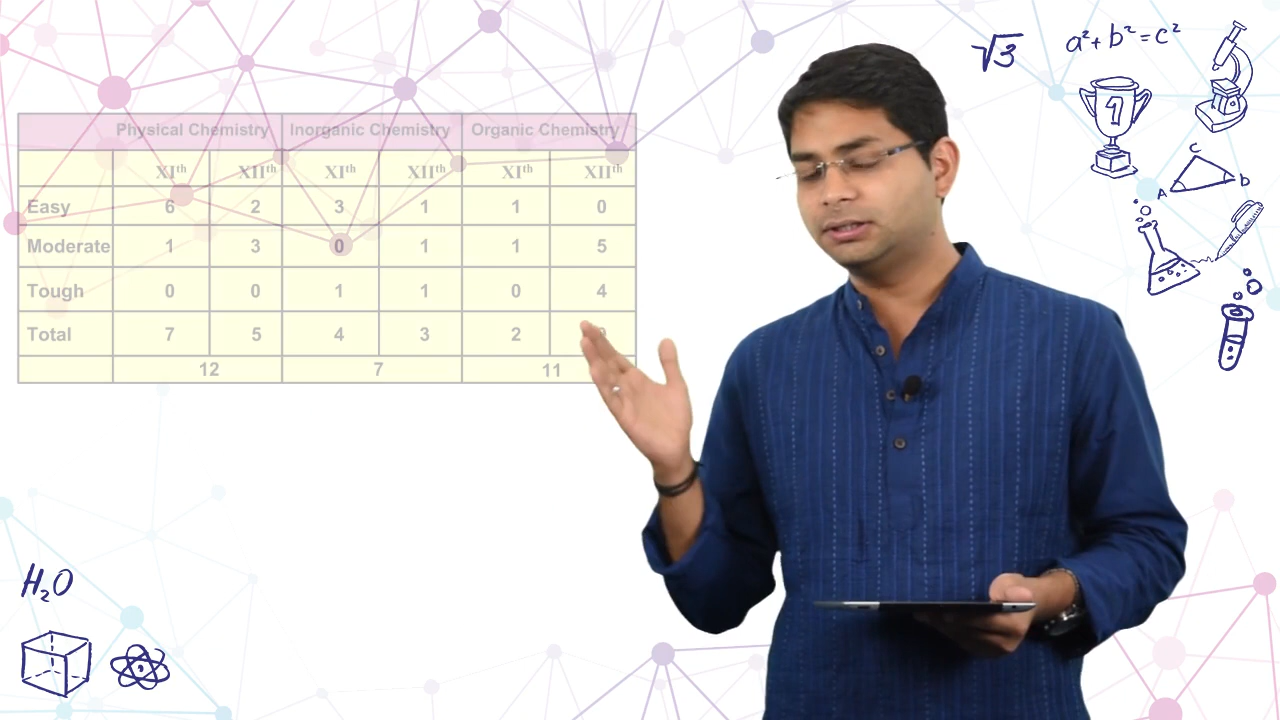 √3
a²+b²=c²
1
C
A D
Physical Chemistry Inorganic Chemistry Organic Chemistry
XIth XIIth XIth XIIth XIth XIIth
Easy 6 2 3 1 1 0
Moderate 1 3 0 1 1 5
Tough 0 0 1 1 0 4
Total 7 5 4 3 2
12 7 11
H₂O